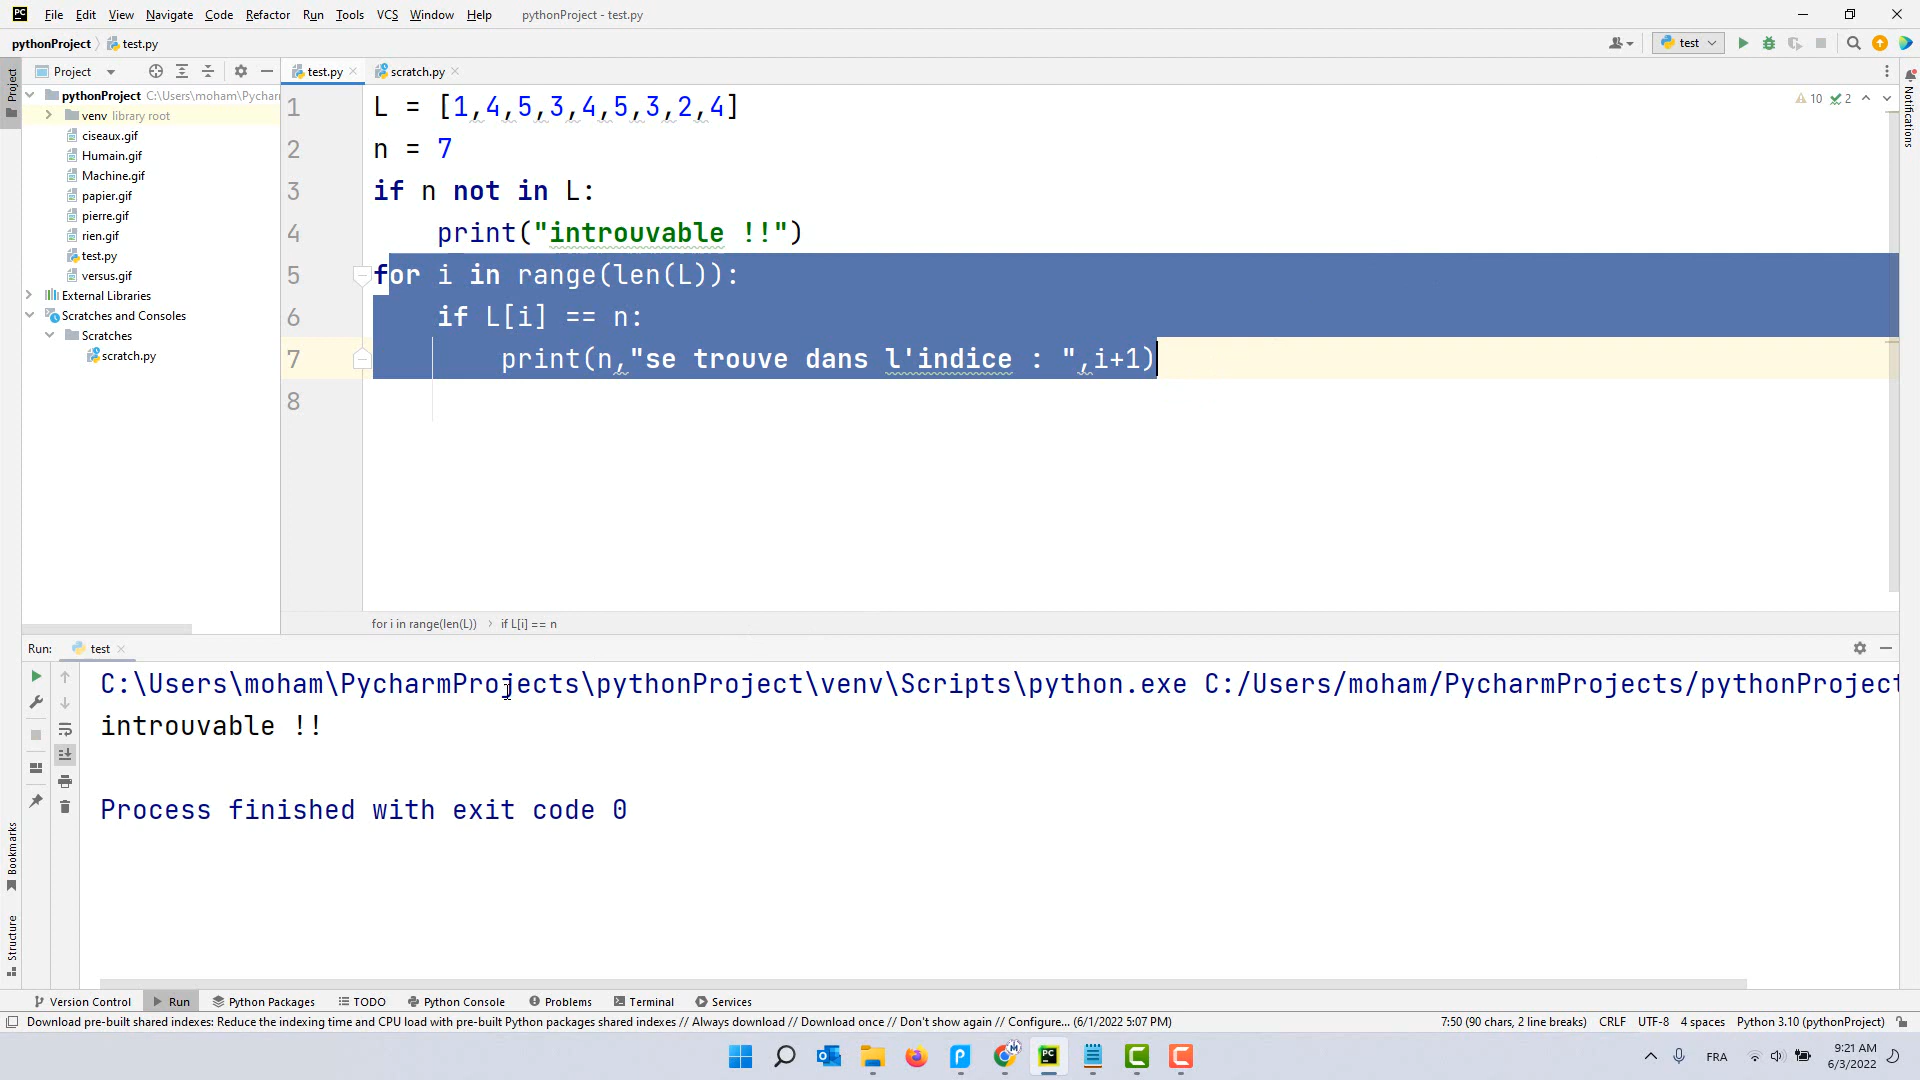 File Edit View Navigate Code Refactor Run Tools VCS Window Help pythonProject - test.py
pythonProject test.py test
Project test.py scratch.py
pythonProject C:\Users\moham\Pychar
venv library root
ciseaux.gif
Humain.gif
Machine.gif
papier.gif
pierre.gif
rien.gif
test.py
versus.gif
External Libraries
Scratches and Consoles
Scratches
scratch.py
Project
Bookmarks
Structure
Notifications
10 2
1 L = [1,4,5,3,4,5,3,2,4]
2 n = 7
3 if n not in L:
4 print("introuvable !!")
5 for i in range(len(L)):
6 if L[i] == n:
7 print(n,"se trouve dans l'indice : ",i+1)
8
for i in range(len(L)) if L[i] == n
Run: test
C:\Users\moham\PycharmProjects\pythonProject\venv\Scripts\python.exe C:/Users/moham/PycharmProjects/pythonProject
introuvable !!
Process finished with exit code 0
Version Control Run Python Packages TODO Python Console Problems Terminal Services
Download pre-built shared indexes: Reduce the indexing time and CPU load with pre-built Python packages shared indexes // Always download // Download once // Don't show again // Configure... (6/1/2022 5:07 PM) 7:50 (90 chars, 2 line breaks) CRLF UTF-8 4 spaces Python 3.10 (pythonProject)
FRA 9:21 AM
6/3/2022